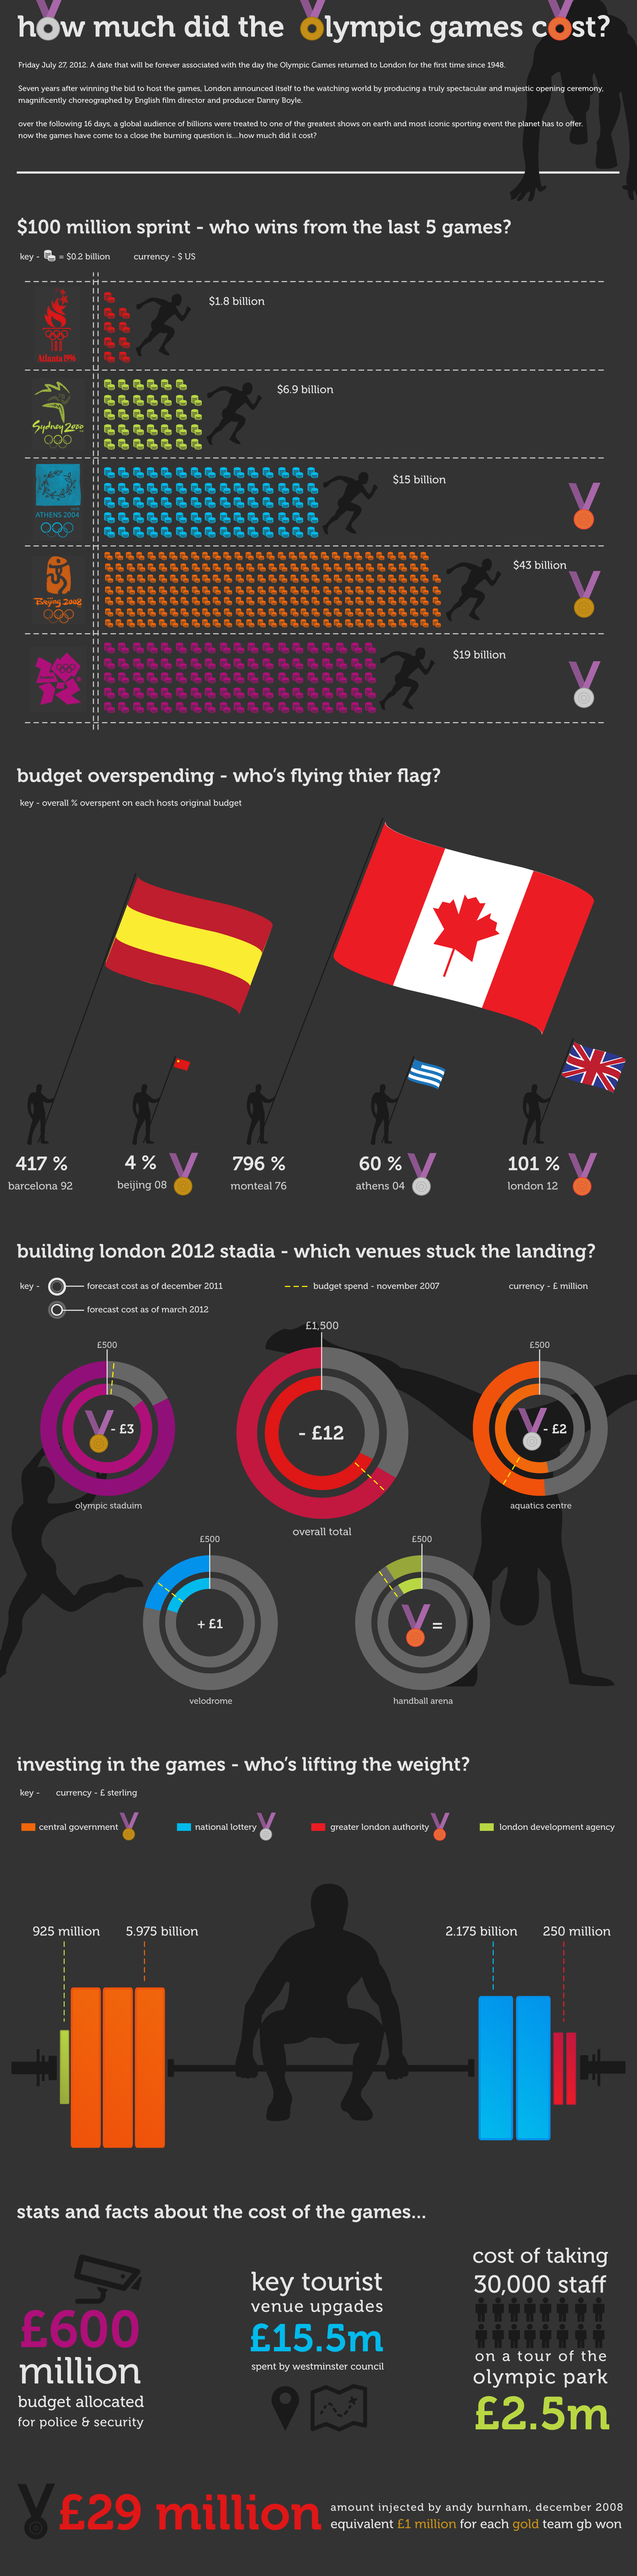 how much did the olympic games cost?
Friday July 27, 2012. A date that will be forever associated with the day the Olympic Games returned to London for the first time since 1948.
Seven years after winning the bid to host the games, London announced itself to the watching world by producing a truly spectacular and majestic opening ceremony,
magnificently choreographed by English film director and producer Danny Boyle.
over the following 16 days, a global audience of billions were treated to one of the greatest shows on earth and most iconic sporting event the planet has to offer.
now the games have come to a close the burning question is....how much did it cost?
$100 million sprint - who wins from the last 5 games?
key - = $0.2 billion currency - $ US
Atlanta 1996
$1.8 billion
Sydney 2000
$6.9 billion
ATHENS 2004
$15 billion
Beijing 2008
$43 billion
$19 billion
budget overspending - who's flying thier flag?
key - overall % overspent on each hosts original budget
417 % 4 % 796 % 60 % 101 %
barcelona 92 beijing 08 monteal 76 athens 04 london 12
building london 2012 stadia - which venues stuck the landing?
key - forecast cost as of december 2011 budget spend - november 2007 currency - £ million
forecast cost as of march 2012
£1,500
£500 £500
- £3 - £12 - £2
olympic staduim aquatics centre
overall total
£500 £500
+ £1 =
velodrome handball arena
investing in the games - who's lifting the weight?
key - currency - £ sterling
central government national lottery greater london authority london development agency
925 million 5.975 billion 2.175 billion 250 million
stats and facts about the cost of the games...
£600
million
budget allocated
for police & security
key tourist
venue upgades
£15.5m
spent by westminster council
cost of taking
30,000 staff
on a tour of the
olympic park
£2.5m
£29 million
amount injected by andy burnham, december 2008
equivalent £1 million for each gold team gb won